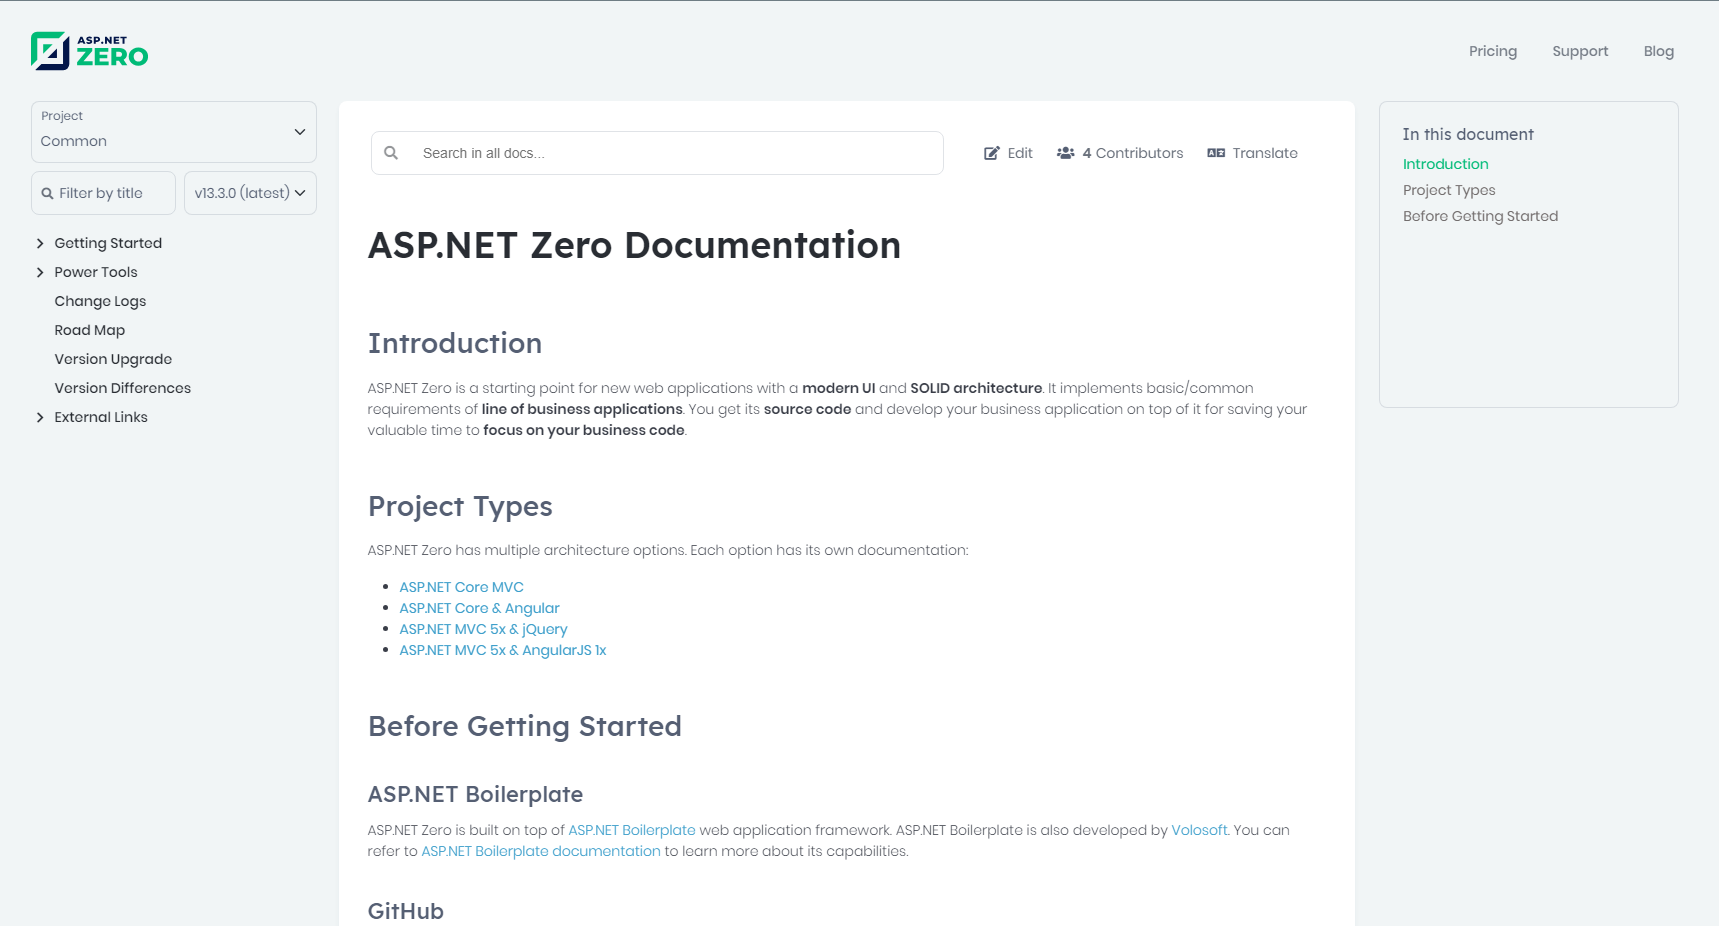 ASP.NET
ZERO
Pricing
Support
Blog
Project
Common
Filter by title
v13.3.0 (latest)
Getting Started
Power Tools
Change Logs
Road Map
Version Upgrade
Version Differences
External Links
Search in all docs...
Edit
4 Contributors
Translate
ASP.NET Zero Documentation
Introduction
ASP.NET Zero is a starting point for new web applications with a modern UI and SOLID architecture. It implements basic/common
requirements of line of business applications. You get its source code and develop your business application on top of it for saving your
valuable time to focus on your business code.
Project Types
ASP.NET Zero has multiple architecture options. Each option has its own documentation:
ASP.NET Core MVC
ASP.NET Core & Angular
ASP.NET MVC 5x & jQuery
ASP.NET MVC 5x & AngularJS 1x
Before Getting Started
ASP.NET Boilerplate
ASP.NET Zero is built on top of ASP.NET Boilerplate web application framework. ASP.NET Boilerplate is also developed by Volosoft. You can
refer to ASP.NET Boilerplate documentation to learn more about its capabilities.
GitHub
In this document
Introduction
Project Types
Before Getting Started